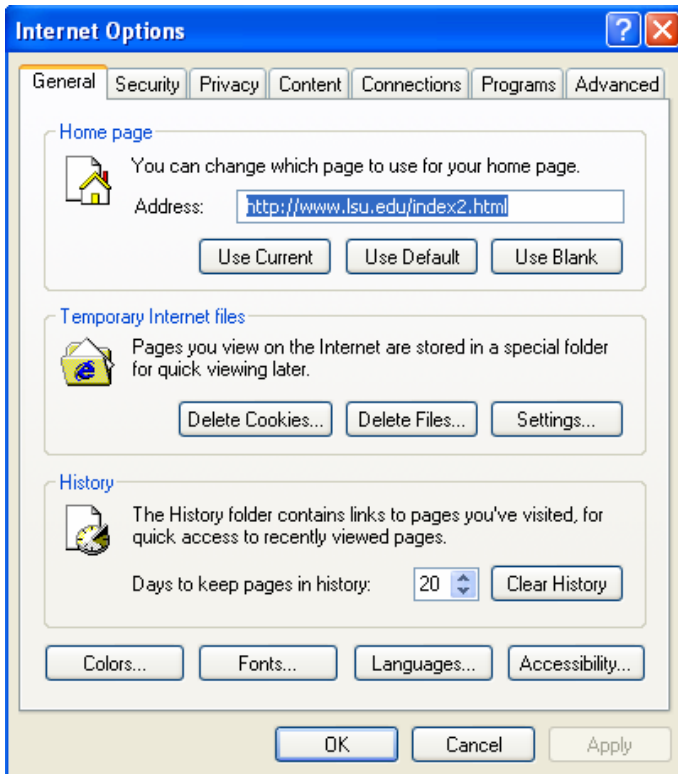 Internet Options
General Security Privacy Content Connections Programs Advanced
Home page
You can change which page to use for your home page.
Address: http://www.lsu.edu/index2.html
Use Current Use Default Use Blank
Temporary Internet files
Pages you view on the Internet are stored in a special folder
for quick viewing later.
Delete Cookies... Delete Files... Settings...
History
The History folder contains links to pages you've visited, for
quick access to recently viewed pages.
Days to keep pages in history: 20 Clear History
Colors... Fonts... Languages... Accessibility...
OK Cancel Apply